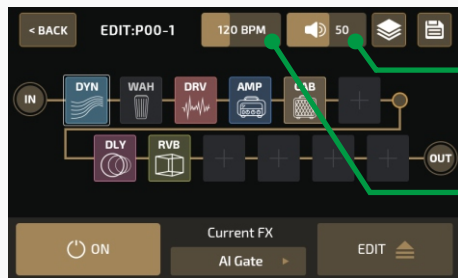 < BACK EDIT:P00-1 120 BPM 50
IN DYN WAH DRV AMP CAB
DLY RVB OUT
ON Current FX EDIT
AI Gate